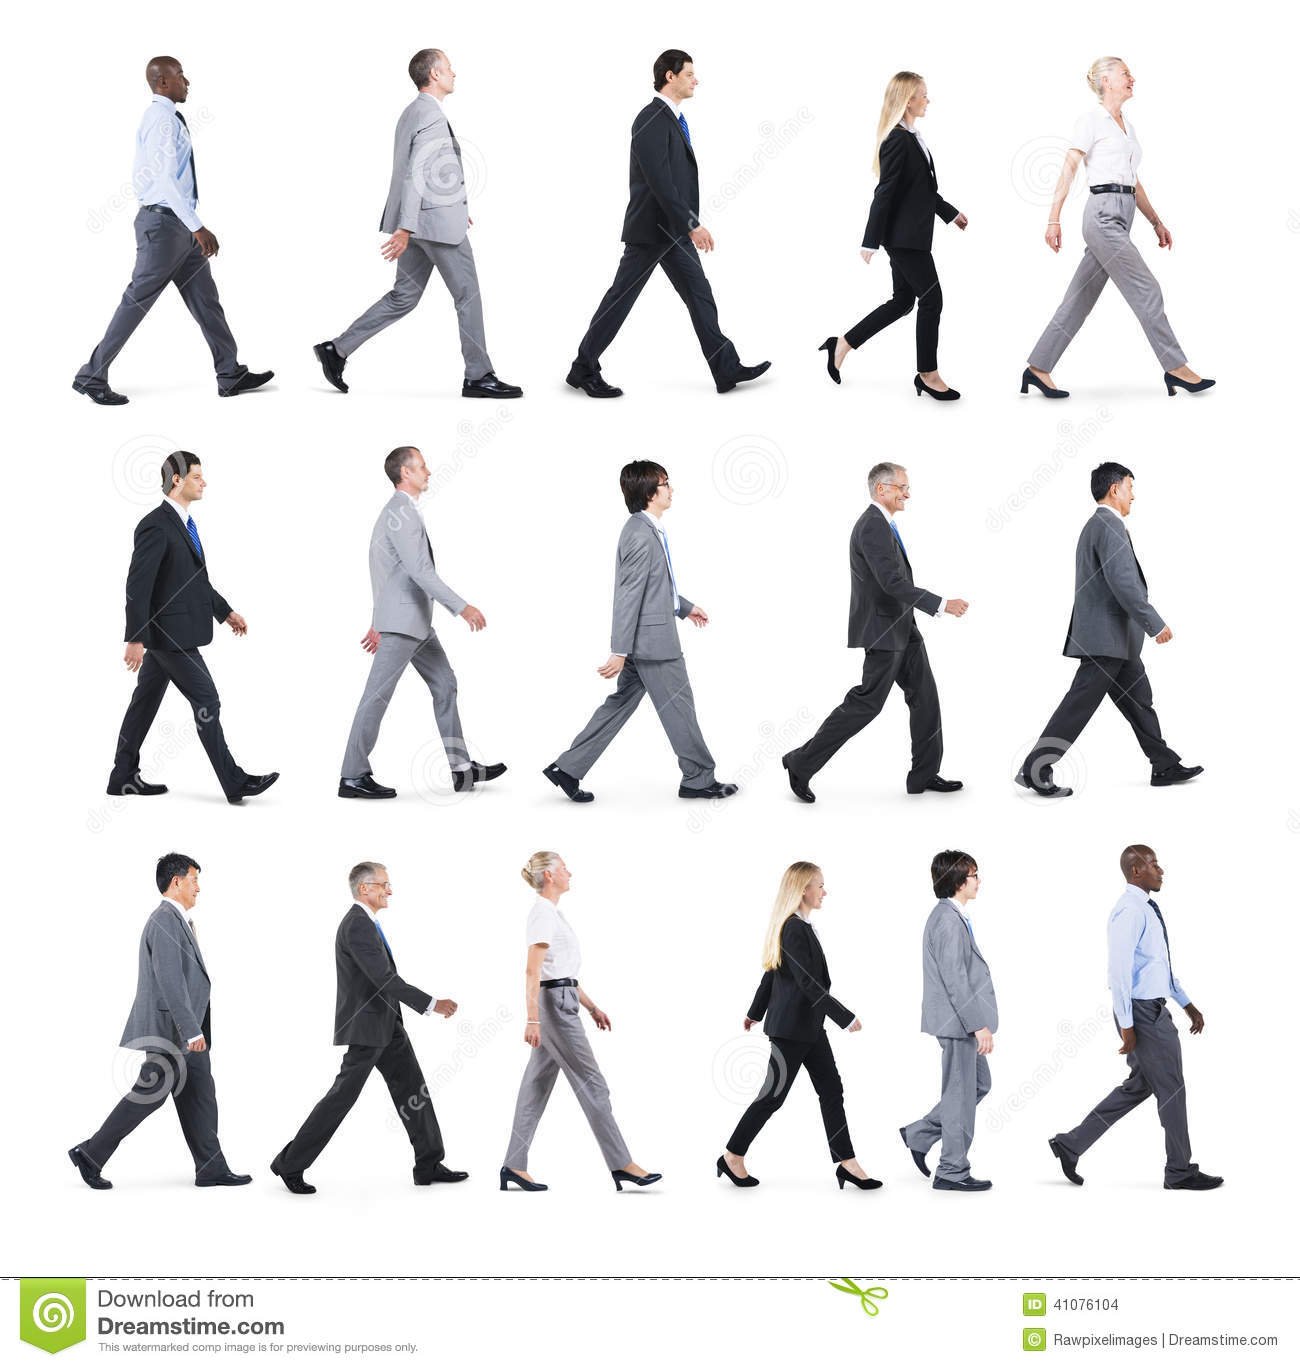 Download from
Dreamstime.com
This watermarked comp image is for previewing purposes only.
ID 41076104
© Rawpixelimages | Dreamstime.com